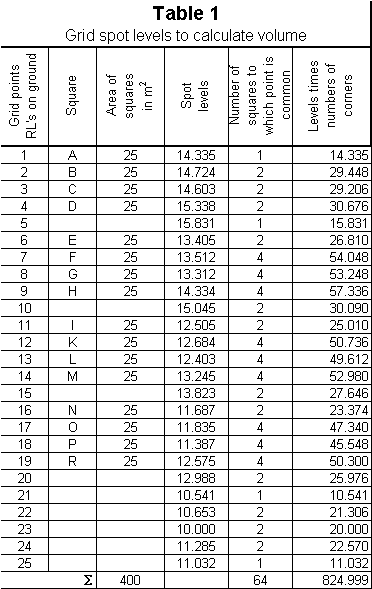 Table 1
Grid spot levels to calculate volume
Grid points RL's on ground | Square | Area of squares in m² | Spot levels | Number of squares to which point is common | Levels times numbers of corners
1 A 25 14.335 1 14.335
2 B 25 14.724 2 29.448
3 C 25 14.603 2 29.206
4 D 25 15.338 2 30.676
5 15.831 1 15.831
6 E 25 13.405 2 26.810
7 F 25 13.512 4 54.048
8 G 25 13.312 4 53.248
9 H 25 14.334 4 57.336
10 15.045 2 30.090
11 I 25 12.505 2 25.010
12 K 25 12.684 4 50.736
13 L 25 12.403 4 49.612
14 M 25 13.245 4 52.980
15 13.823 2 27.646
16 N 25 11.687 2 23.374
17 O 25 11.835 4 47.340
18 P 25 11.387 4 45.548
19 R 25 12.575 4 50.300
20 12.988 2 25.976
21 10.541 1 10.541
22 10.653 2 21.306
23 10.000 2 20.000
24 11.285 2 22.570
25 11.032 1 11.032
Σ 400 64 824.999